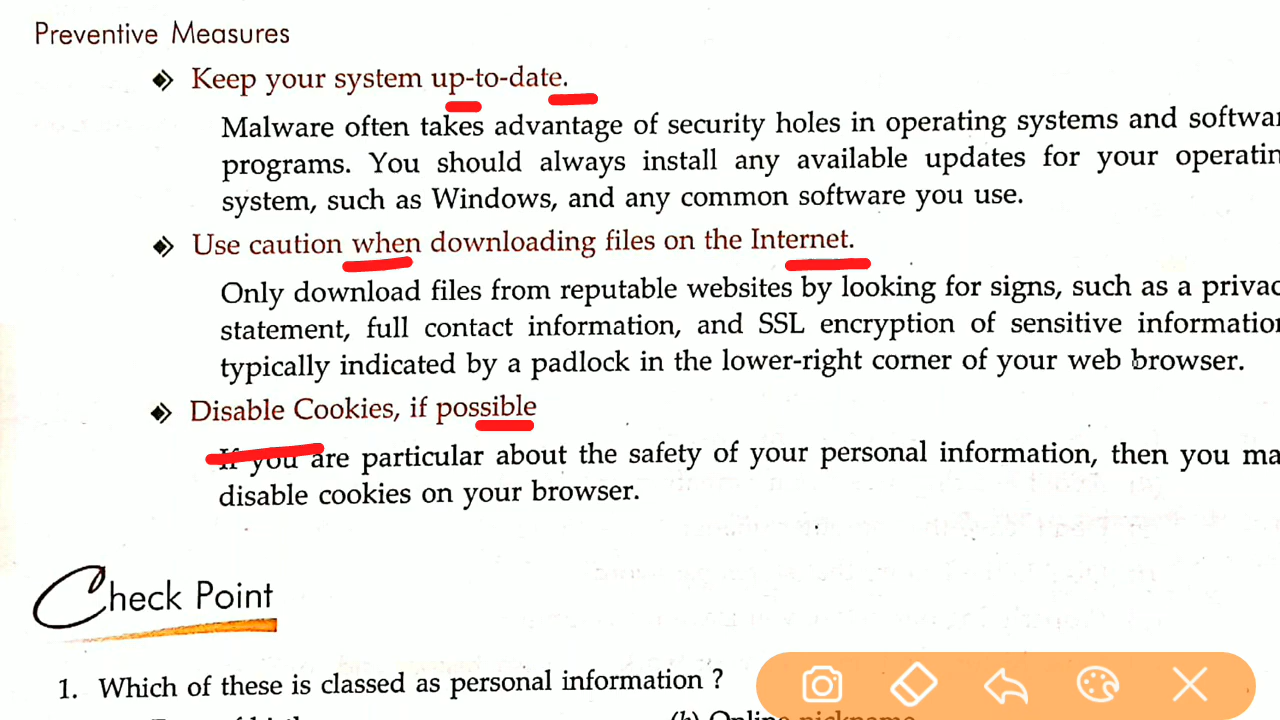 Preventive Measures
Keep your system up-to-date.
Malware often takes advantage of security holes in operating systems and
programs. You should always install any available updates for your
system, such as Windows, and any common software you use.
Use caution when downloading files on the Internet.
Only download files from reputable websites by looking for signs, such as a
statement, full contact information, and SSL encryption of sensitive
typically indicated by a padlock in the lower-right corner of your web browser.
Disable Cookies, if possible
If you are particular about the safety of your personal information, then you
disable cookies on your browser.
Check Point
1. Which of these is classed as personal information ?
(b) Online nickname